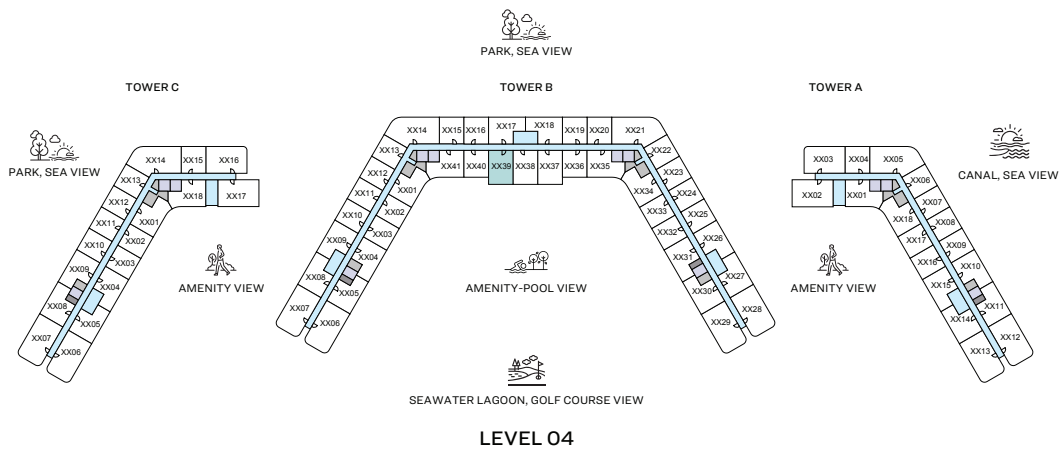 PARK, SEA VIEW
TOWER C
TOWER B
TOWER A
PARK, SEA VIEW
CANAL, SEA VIEW
XX14 XX15 XX16
XX13
XX18 XX17
XX12 XX01
XX11 XX02
XX10 XX03
XX09 XX04
XX08 XX05
XX07 XX06
XX14 XX15 XX16 XX17 XX18 XX19 XX20 XX21
XX13 XX41 XX40 XX39 XX38 XX37 XX36 XX35 XX22
XX12 XX01 XX34 XX23
XX11 XX02 XX33 XX24
XX10 XX03 XX32 XX25
XX09 XX04 XX31 XX26
XX08 XX05 XX30 XX27
XX07 XX06 XX29 XX28
XX03 XX04 XX05
XX02 XX01 XX06
XX18 XX07
XX17 XX08
XX16 XX09
XX15 XX10
XX14 XX11
XX13 XX12
AMENITY VIEW
AMENITY-POOL VIEW
AMENITY VIEW
SEAWATER LAGOON, GOLF COURSE VIEW
LEVEL 04